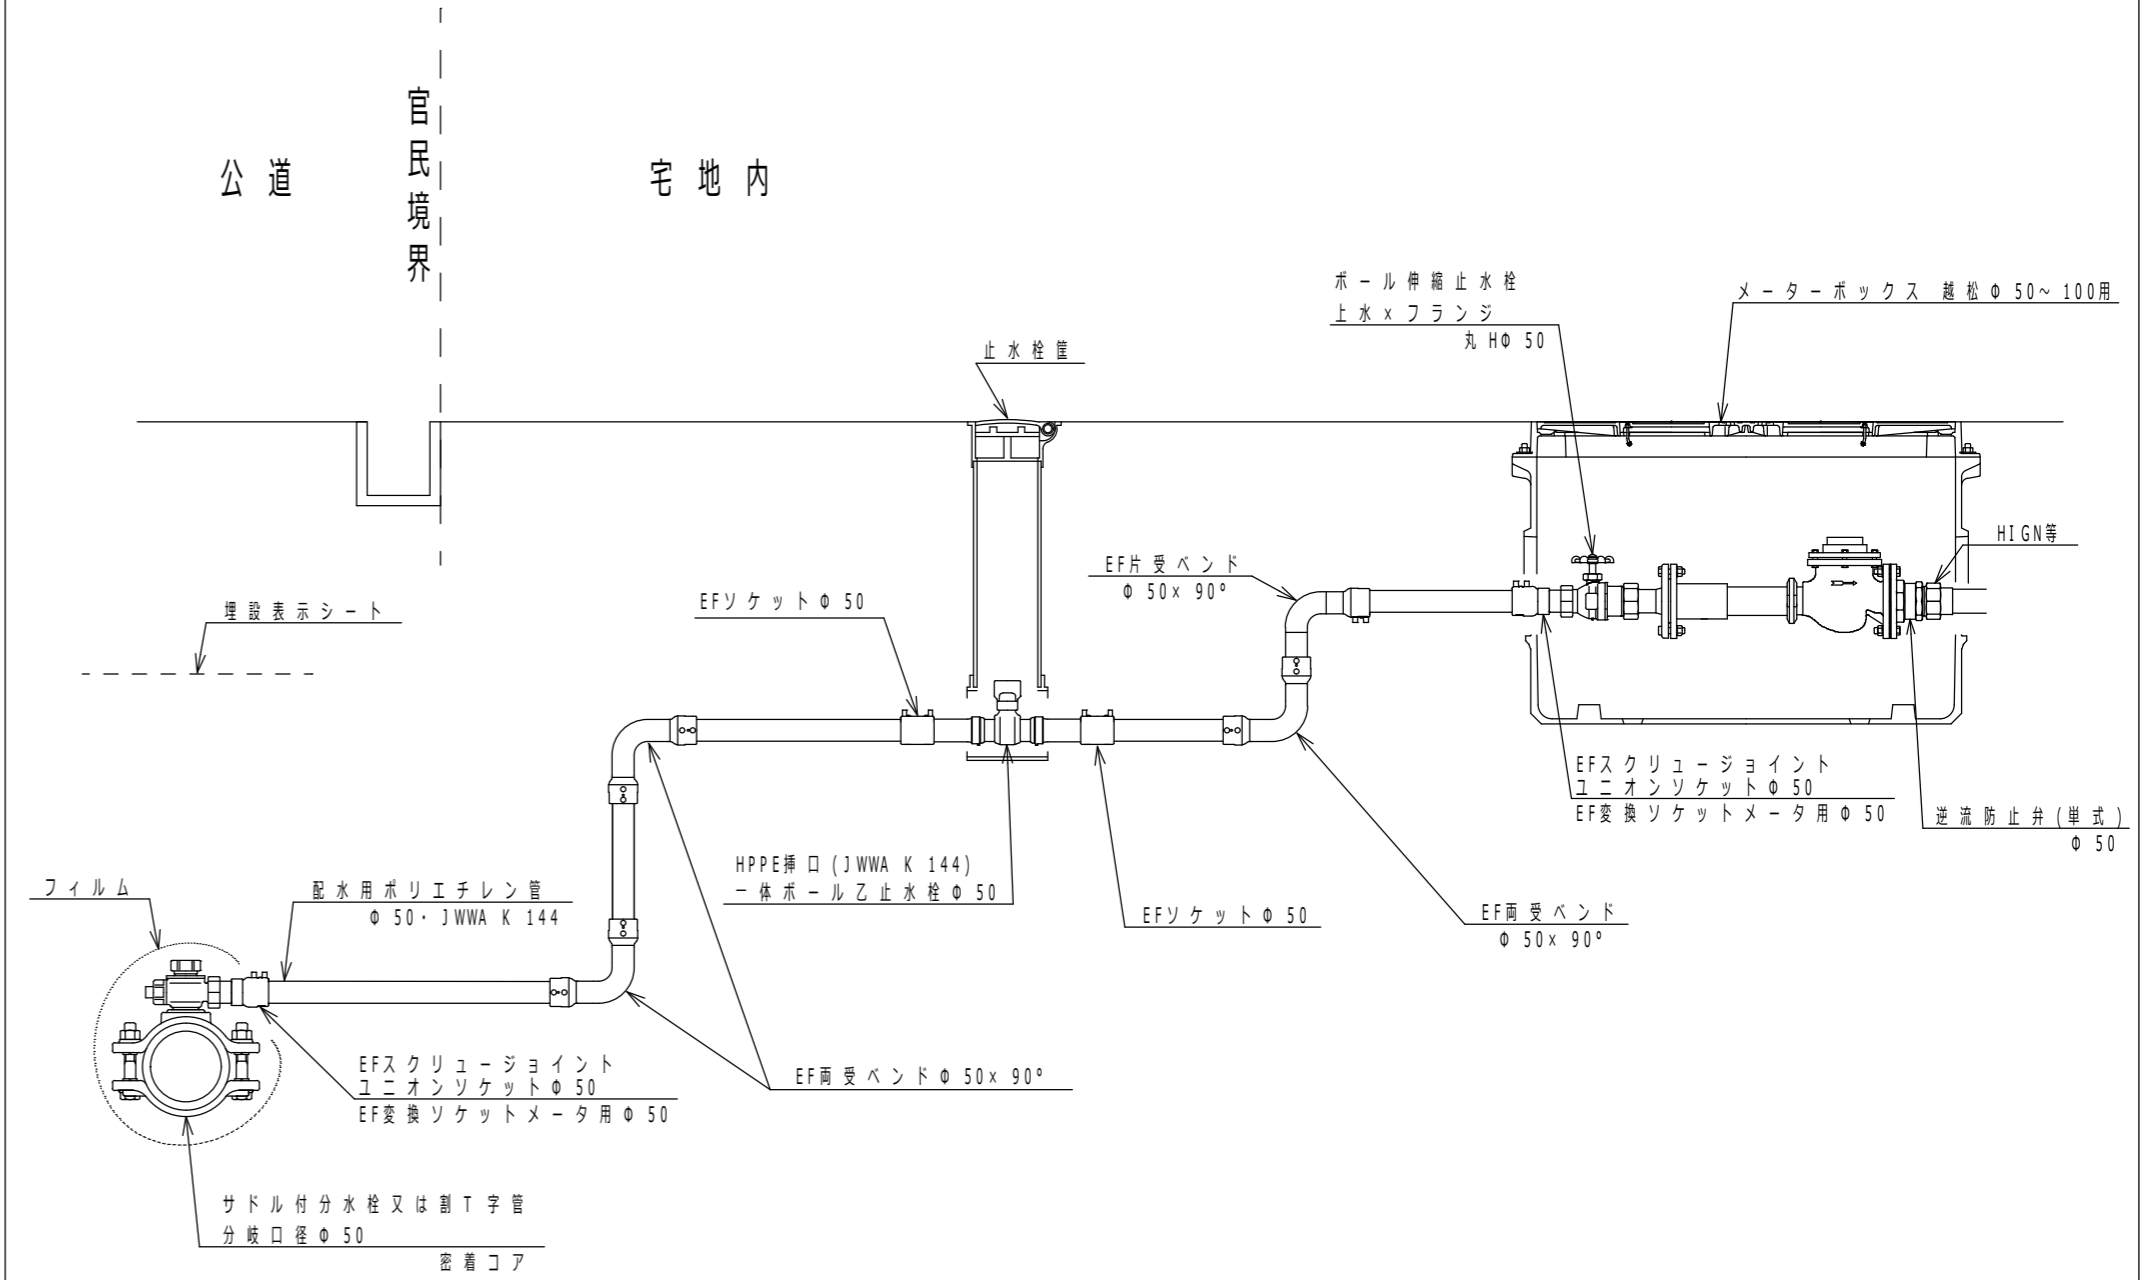 公道
官民境界
宅地内
ボール伸縮止水栓
上水×フランジ
丸HΦ50
メーターボックス 越松Φ50~100用
止水栓筐
HIGN等
EF片受ベンド
Φ50×90°
EFソケットΦ50
埋設表示シート
EFスクリュージョイント
ユニオンソケットΦ50
EF変換ソケットメータ用Φ50
逆流防止弁(単式)
Φ50
HPPE挿口(JWWA K 144)
一体ボール乙止水栓Φ50
フィルム
配水用ポリエチレン管
Φ50・JWWA K 144
EFソケットΦ50
EF両受ベンド
Φ50×90°
EFスクリュージョイント
ユニオンソケットΦ50
EF変換ソケットメータ用Φ50
EF両受ベンドΦ50×90°
サドル付分水栓又は割T字管
分岐口径Φ50
密着コア